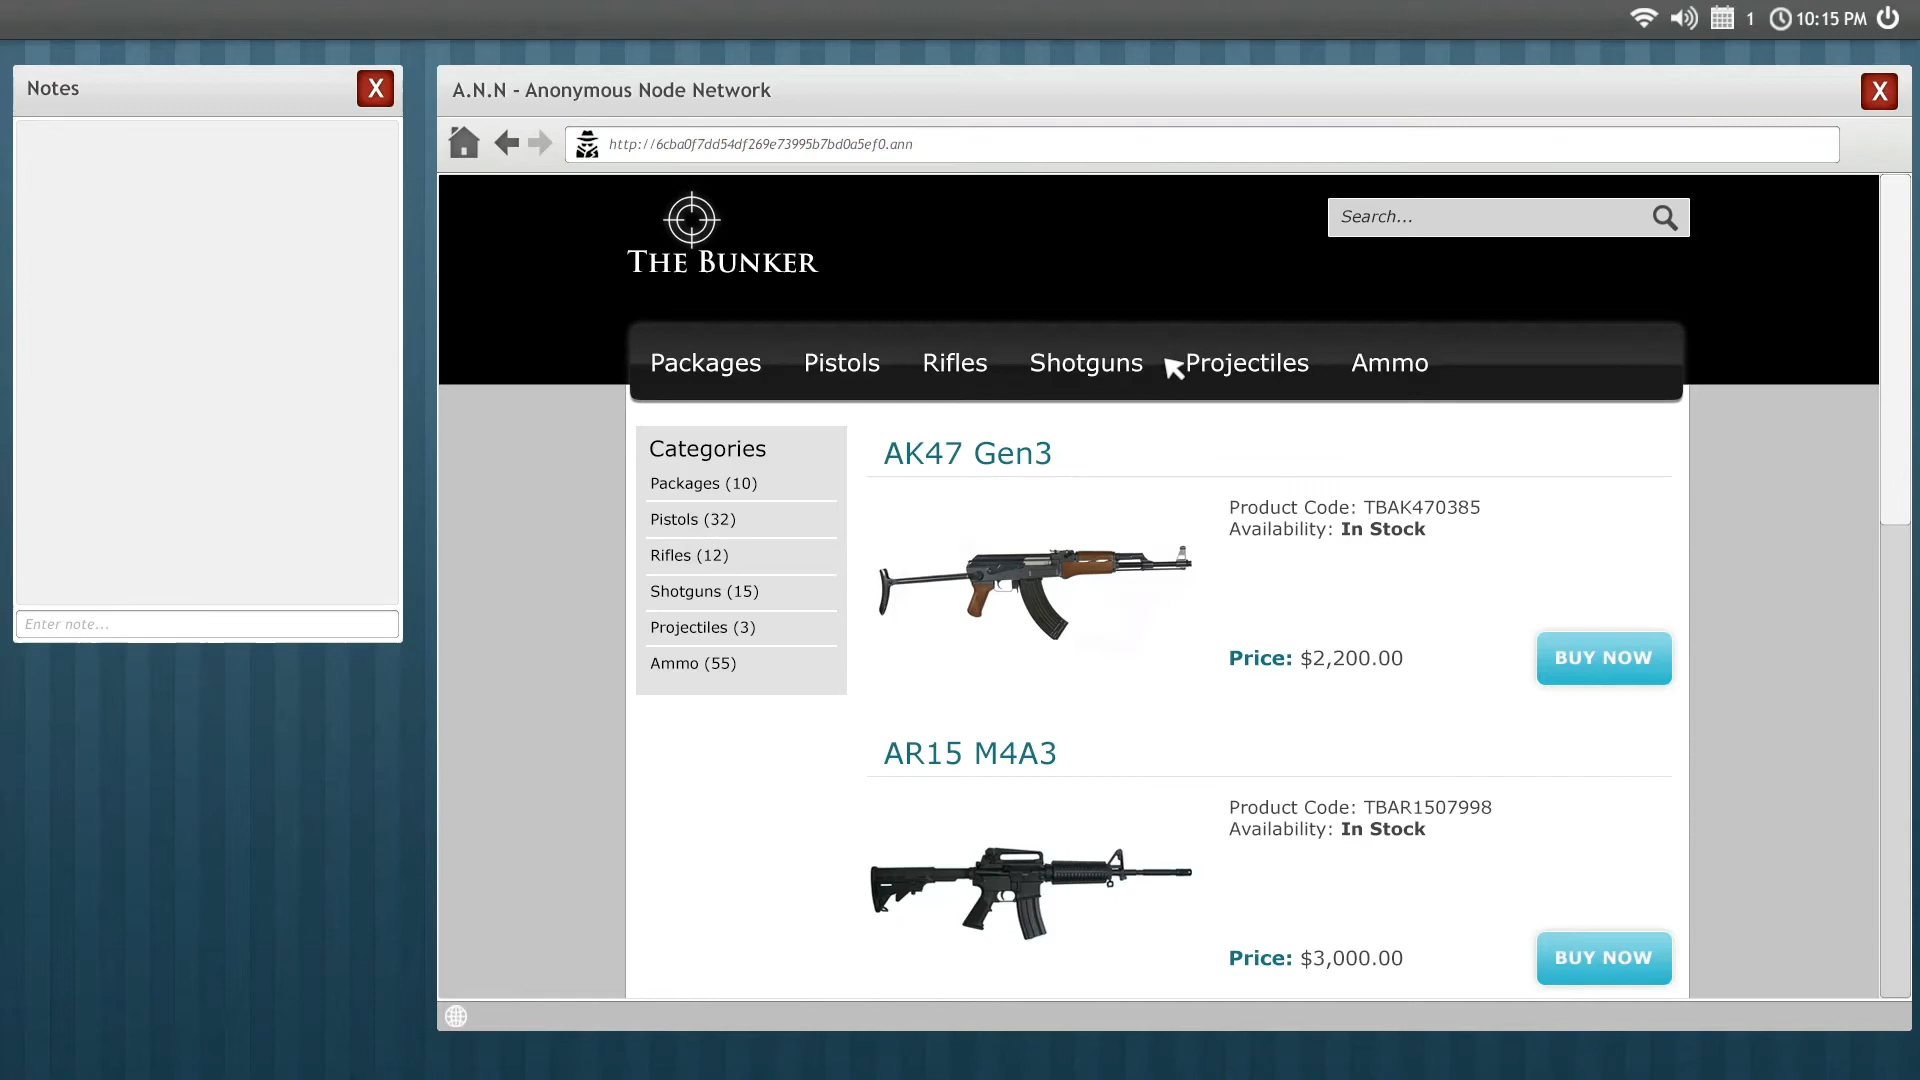 1 10:15 PM
Notes
X
A.N.N - Anonymous Node Network
X
http://6cba0f7dd54df269e73995b7bd0a5ef0.ann
THE BUNKER
Search...
Packages Pistols Rifles Shotguns Projectiles Ammo
Categories
Packages (10)
Pistols (32)
Rifles (12)
Shotguns (15)
Projectiles (3)
Ammo (55)
AK47 Gen3
Product Code: TBAK470385
Availability: In Stock
Price: $2,200.00
BUY NOW
AR15 M4A3
Product Code: TBAR1507998
Availability: In Stock
Price: $3,000.00
BUY NOW
Enter note...